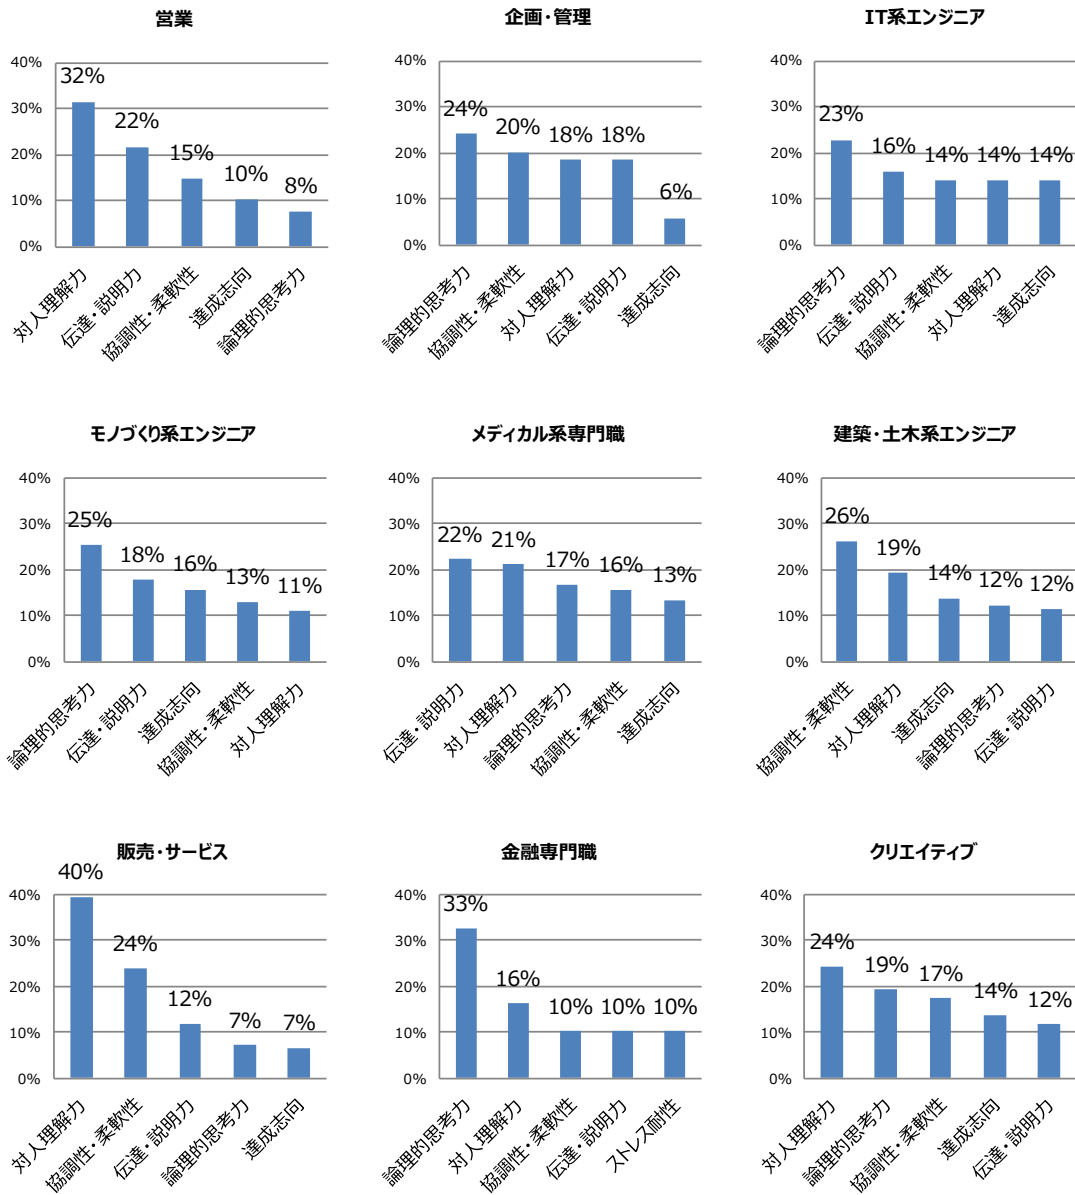 営業
40%
30%
20%
10%
0%
32%
22%
15%
10%
8%
対人理解力
伝達・説明力
協調性・柔軟性
達成志向
論理的思考力
企画・管理
40%
30%
20%
10%
0%
24%
20%
18%
18%
6%
論理的思考力
協調性・柔軟性
対人理解力
伝達・説明力
達成志向
IT系エンジニア
40%
30%
20%
10%
0%
23%
16%
14%
14%
14%
論理的思考力
伝達・説明力
協調性・柔軟性
対人理解力
達成志向
モノづくり系エンジニア
40%
30%
20%
10%
0%
25%
18%
16%
13%
11%
論理的思考力
伝達・説明力
達成志向
協調性・柔軟性
対人理解力
メディカル系専門職
40%
30%
20%
10%
0%
22%
21%
17%
16%
13%
伝達・説明力
対人理解力
論理的思考力
協調性・柔軟性
達成志向
建築・土木系エンジニア
40%
30%
20%
10%
0%
26%
19%
14%
12%
12%
協調性・柔軟性
対人理解力
達成志向
論理的思考力
伝達・説明力
販売・サービス
40%
30%
20%
10%
0%
40%
24%
12%
7%
7%
対人理解力
協調性・柔軟性
伝達・説明力
論理的思考力
達成志向
金融専門職
40%
30%
20%
10%
0%
33%
16%
10%
10%
10%
論理的思考力
対人理解力
協調性・柔軟性
伝達・説明力
ストレス耐性
クリエイティブ
40%
30%
20%
10%
0%
24%
19%
17%
14%
12%
対人理解力
論理的思考力
協調性・柔軟性
達成志向
伝達・説明力